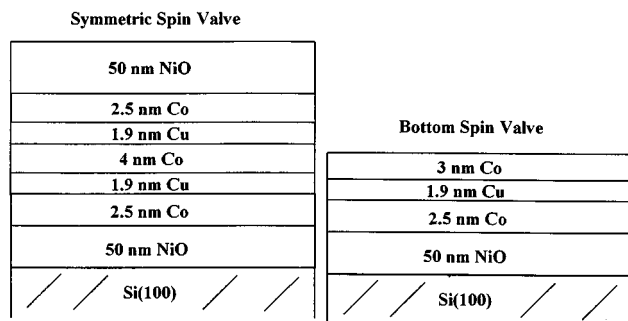 Symmetric Spin Valve
50 nm NiO
2.5 nm Co
1.9 nm Cu
4 nm Co
1.9 nm Cu
2.5 nm Co
50 nm NiO
Si(100)
Bottom Spin Valve
3 nm Co
1.9 nm Cu
2.5 nm Co
50 nm NiO
Si(100)